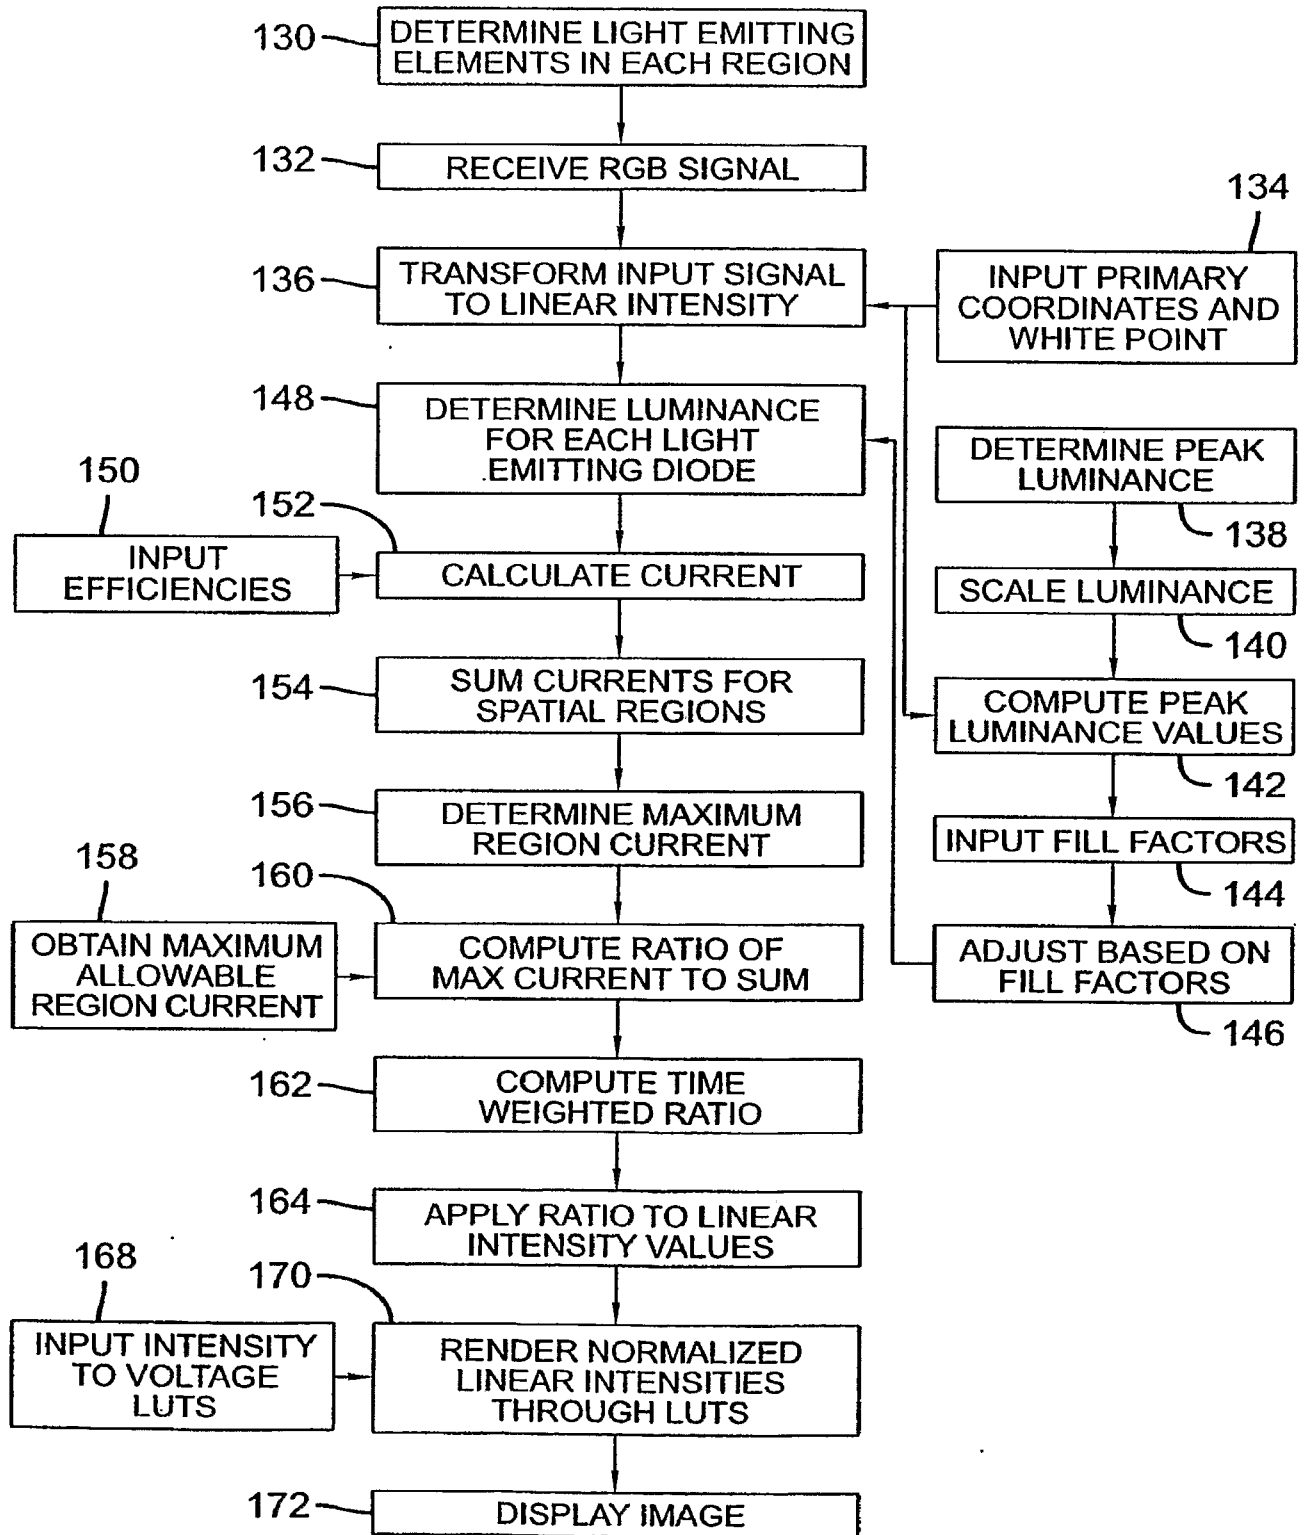 130
DETERMINE LIGHT EMITTING
ELEMENTS IN EACH REGION
132
RECEIVE RGB SIGNAL
134
INPUT PRIMARY
COORDINATES AND
WHITE POINT
136
TRANSFORM INPUT SIGNAL
TO LINEAR INTENSITY
148
DETERMINE LUMINANCE
FOR EACH LIGHT
EMITTING DIODE
DETERMINE PEAK
LUMINANCE
138
150
INPUT
EFFICIENCIES
152
CALCULATE CURRENT
SCALE LUMINANCE
140
154
SUM CURRENTS FOR
SPATIAL REGIONS
COMPUTE PEAK
LUMINANCE VALUES
142
156
DETERMINE MAXIMUM
REGION CURRENT
INPUT FILL FACTORS
144
158
OBTAIN MAXIMUM
ALLOWABLE
REGION CURRENT
160
COMPUTE RATIO OF
MAX CURRENT TO SUM
ADJUST BASED ON
FILL FACTORS
146
162
COMPUTE TIME
WEIGHTED RATIO
164
APPLY RATIO TO LINEAR
INTENSITY VALUES
168
INPUT INTENSITY
TO VOLTAGE
LUTS
170
RENDER NORMALIZED
LINEAR INTENSITIES
THROUGH LUTS
172
DISPLAY IMAGE